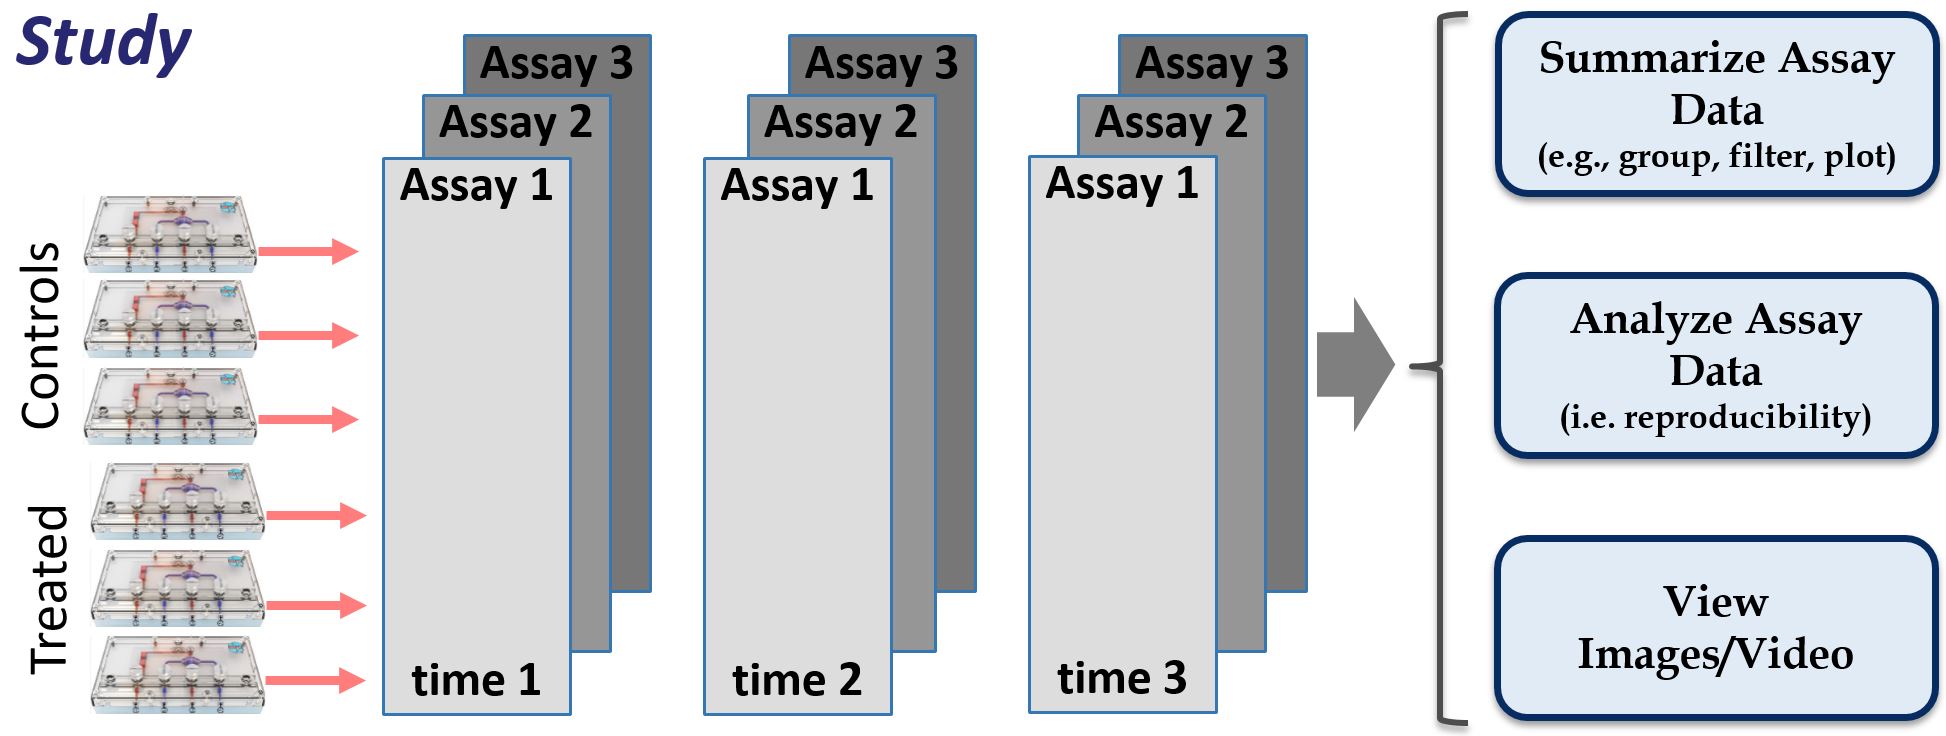 Study
Controls
Treated
Assay 3
Assay 2
Assay 1
time 1
Assay 3
Assay 2
Assay 1
time 2
Assay 3
Assay 2
Assay 1
time 3
Summarize Assay
Data
(e.g., group, filter, plot)
Analyze Assay
Data
(i.e. reproducibility)
View
Images/Video